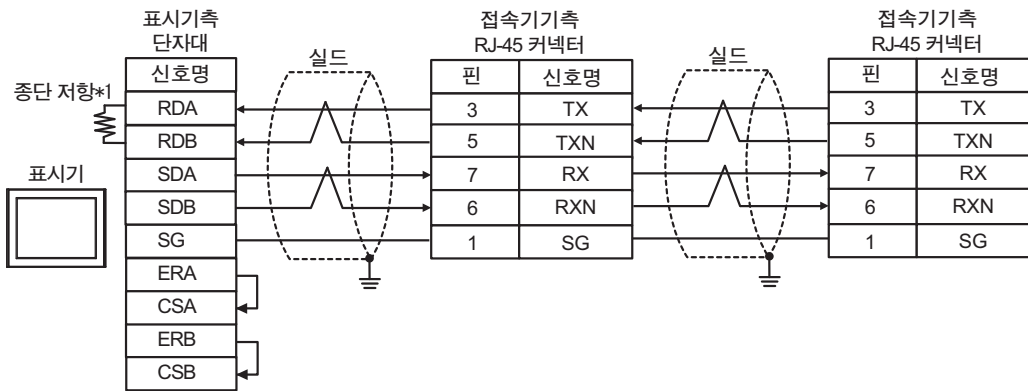 표시기측
단자대
신호명
RDA
RDB
SDA
SDB
SG
ERA
CSA
ERB
CSB
종단 저항*1
표시기
실드
접속기기측
RJ-45 커넥터
핀 신호명
3 TX
5 TXN
7 RX
6 RXN
1 SG
실드
접속기기측
RJ-45 커넥터
핀 신호명
3 TX
5 TXN
7 RX
6 RXN
1 SG